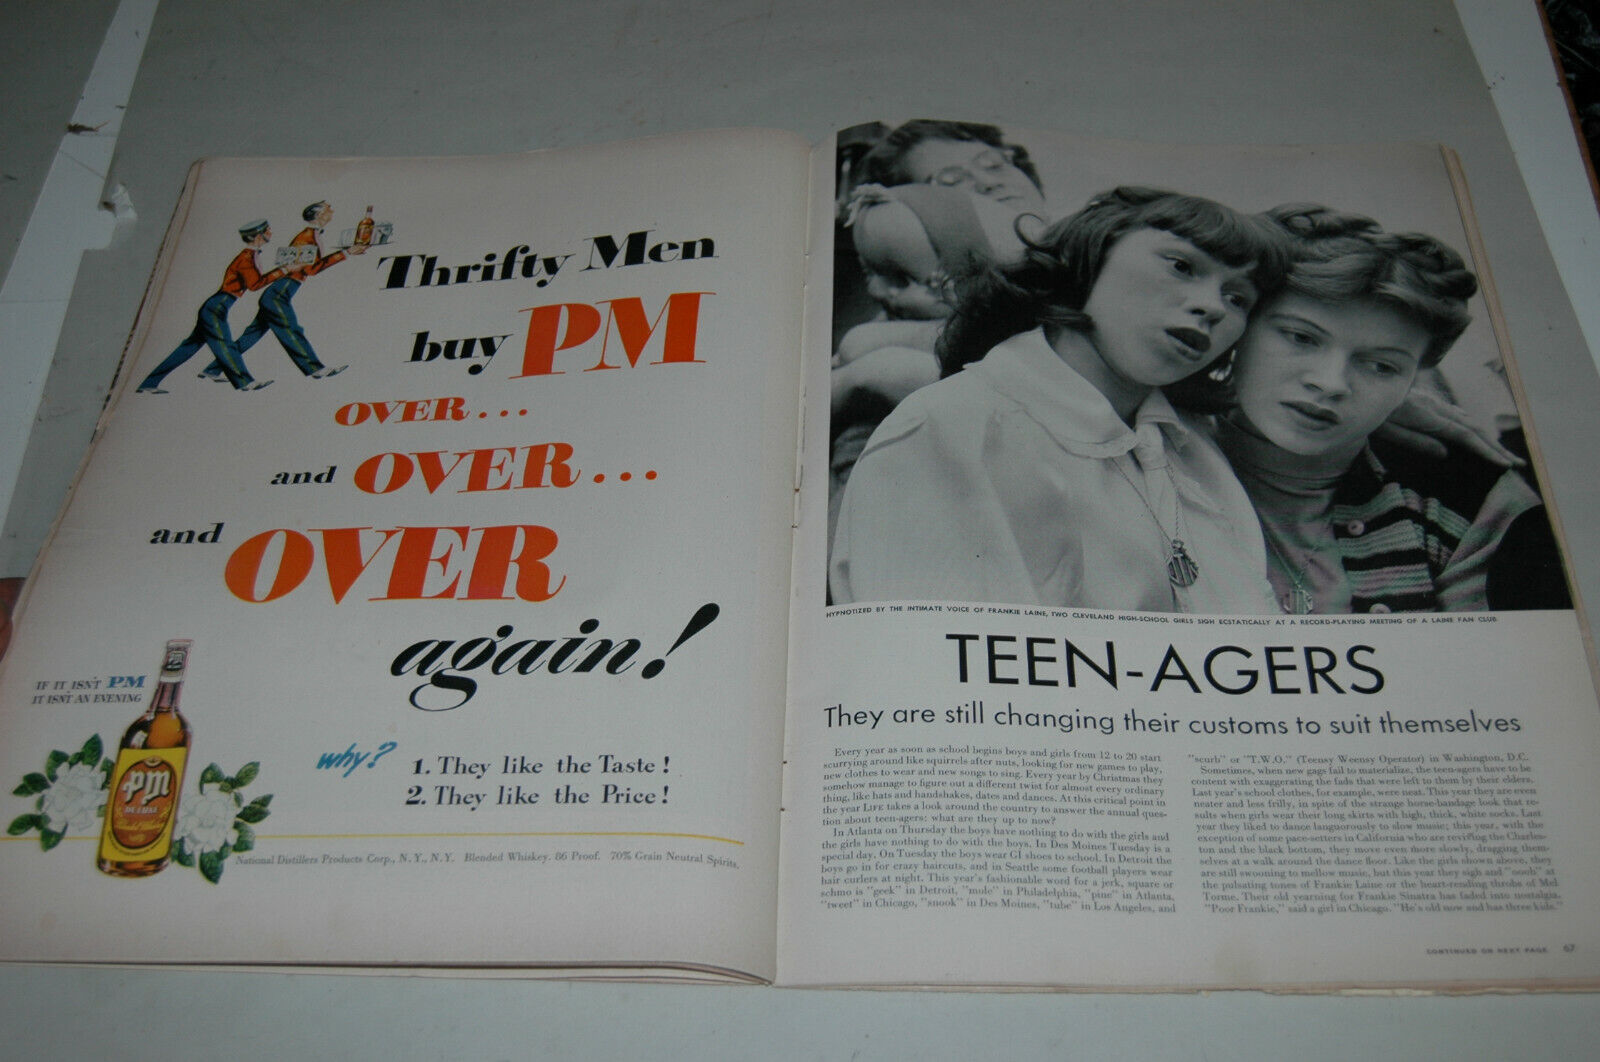 Thrifty Men
buy PM
OVER...
and OVER...
and OVER
again!
IF IT ISN'T PM
IT ISN'T AN EVENING
PM
DE LUXE
why?
1. They like the Taste!
2. They like the Price!
National Distillers Products Corp., N. Y., N. Y. Blended Whiskey. 86 Proof. 70% Grain Neutral Spirits.
HYPNOTIZED BY THE INTIMATE VOICE OF FRANKIE LAINE, TWO CLEVELAND HIGH-SCHOOL GIRLS SIGH ECSTATICALLY AT A RECORD-PLAYING MEETING OF A LAINE FAN CLUB
TEEN-AGERS
They are still changing their customs to suit themselves
Every year as soon as school begins boys and girls from 12 to 20 start
scurrying around like squirrels after nuts, looking for new games to play,
new clothes to wear and new songs to sing. Every year by Christmas they
somehow manage to figure out a different twist for almost every ordinary
thing, like hats and handshakes, dates and dances. At this critical point in
the year LIFE takes a look around the country to answer the annual ques-
tion about teen-agers: what are they up to now?
In Atlanta on Thursday the boys have nothing to do with the girls and
the girls have nothing to do with the boys. In Des Moines Tuesday is a
special day. On Tuesday the boys wear GI shoes to school. In Detroit the
boys go in for crazy haircuts, and in Seattle some football players wear
hair curlers at night. This year's fashionable word for a jerk, square or
schmo is "geek" in Detroit, "mole" in Philadelphia, "pine" in Atlanta,
"tweet" in Chicago, "snook" in Des Moines, "tube" in Los Angeles, and
"scurb" or "T.W.O." (Teensy Weensy Operator) in Washington, D.C.
Sometimes, when new gags fail to materialize, the teen-agers have to be
content with exaggerating the fads that were left to them by their elders.
Last year's school clothes, for example, were neat. This year they are even
neater and less frilly, in spite of the strange horse-bandage look that re-
sults when girls wear their long skirts with high, thick, white socks. Last
year they liked to dance languorously to slow music; this year, with the
exception of some pace-setters in California who are reviving the Charles-
ton and the black bottom, they move even more slowly, dragging them-
selves at a walk around the dance floor. Like the girls shown above, they
are still swooning to mellow music, but this year they sigh and "oooh" at
the pulsating tones of Frankie Laine or the heart-rending throbs of Mel
Torme. Their old yearning for Frankie Sinatra has faded into nostalgia.
"Poor Frankie," said a girl in Chicago. "He's old now and has three kids."
CONTINUED ON NEXT PAGE 67